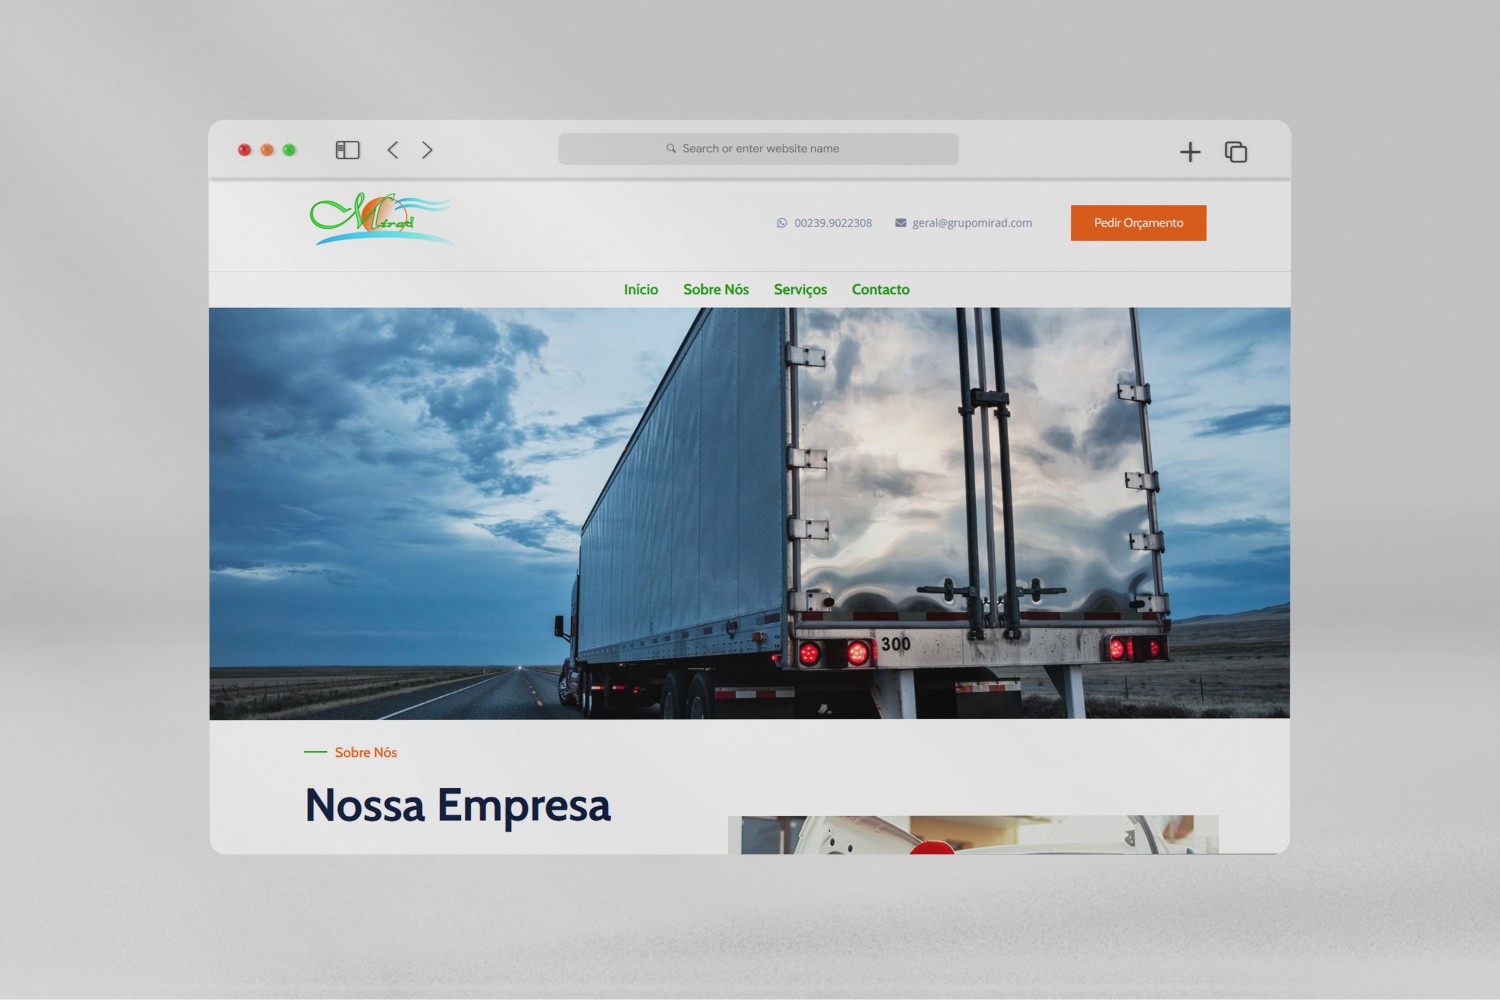 Search or enter website name
Mirad
00239.9022308
geral@grupomirad.com
Pedir Orçamento
Início
Sobre Nós
Serviços
Contacto
300
Sobre Nós
Nossa Empresa